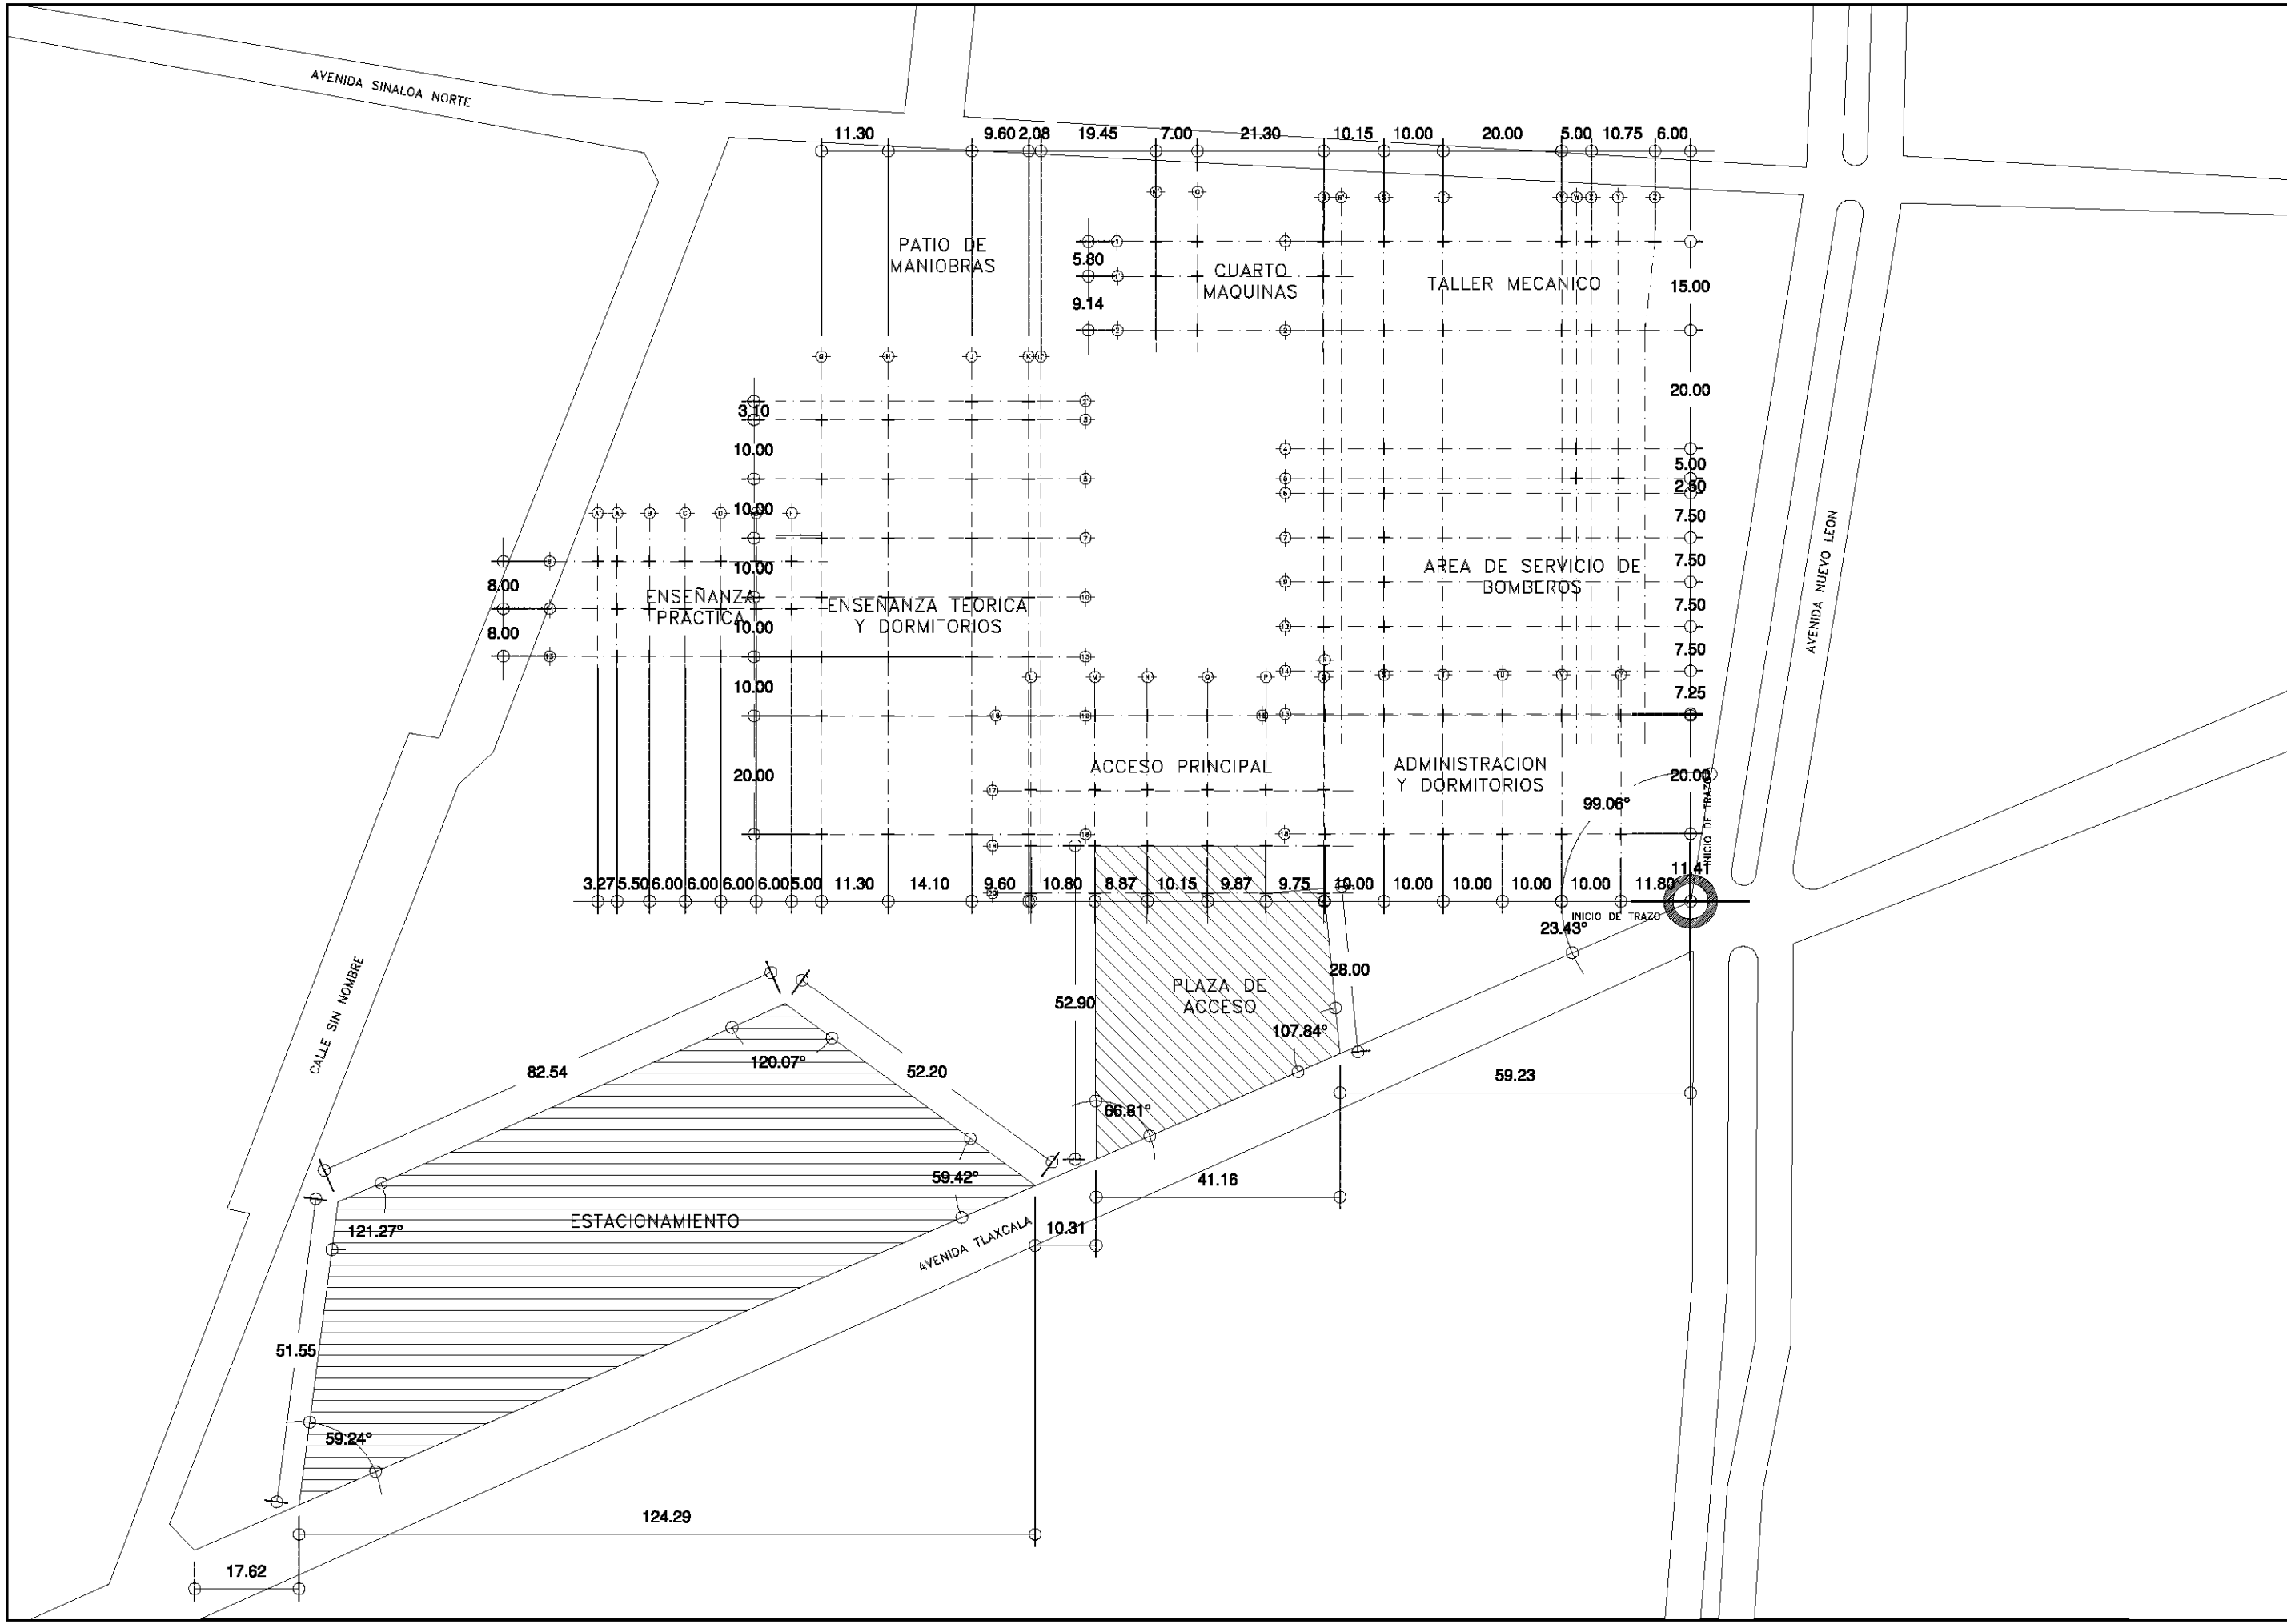 AVENIDA SINALOA NORTE
11.30
9.60
2.08
19.45
7.00
21.30
10.15
10.00
20.00
5.00
10.75
6.00
PATIO DE
MANIOBRAS
5.80
9.14
CUARTO
MAQUINAS
TALLER MECANICO
15.00
20.00
3.10
10.00
10.00
10.00
10.00
10.00
20.00
5.00
2.50
7.50
7.50
7.50
7.50
7.25
20.00
A'
A
B
C
D
F
G
H
J
K
8.00
8.00
ENSEÑANZA
PRACTICA
ENSEÑANZA TEORICA
Y DORMITORIOS
AREA DE SERVICIO DE
BOMBEROS
AVENIDA NUEVO LEON
ACCESO PRINCIPAL
ADMINISTRACION
Y DORMITORIOS
99.06°
INICIO DE TRAZO
11.41
3.27
5.50
6.00
6.00
6.00
6.00
5.00
11.30
14.10
9.60
10.80
8.87
10.15
9.87
9.75
10.00
10.00
10.00
10.00
10.00
11.80
INICIO DE TRAZO
23.43°
CALLE SIN NOMBRE
28.00
PLAZA DE
ACCESO
52.90
107.84°
82.54
120.07°
52.20
59.23
66.81°
59.42°
41.16
121.27°
ESTACIONAMIENTO
AVENIDA TLAXCALA
10.31
51.55
59.24°
124.29
17.62